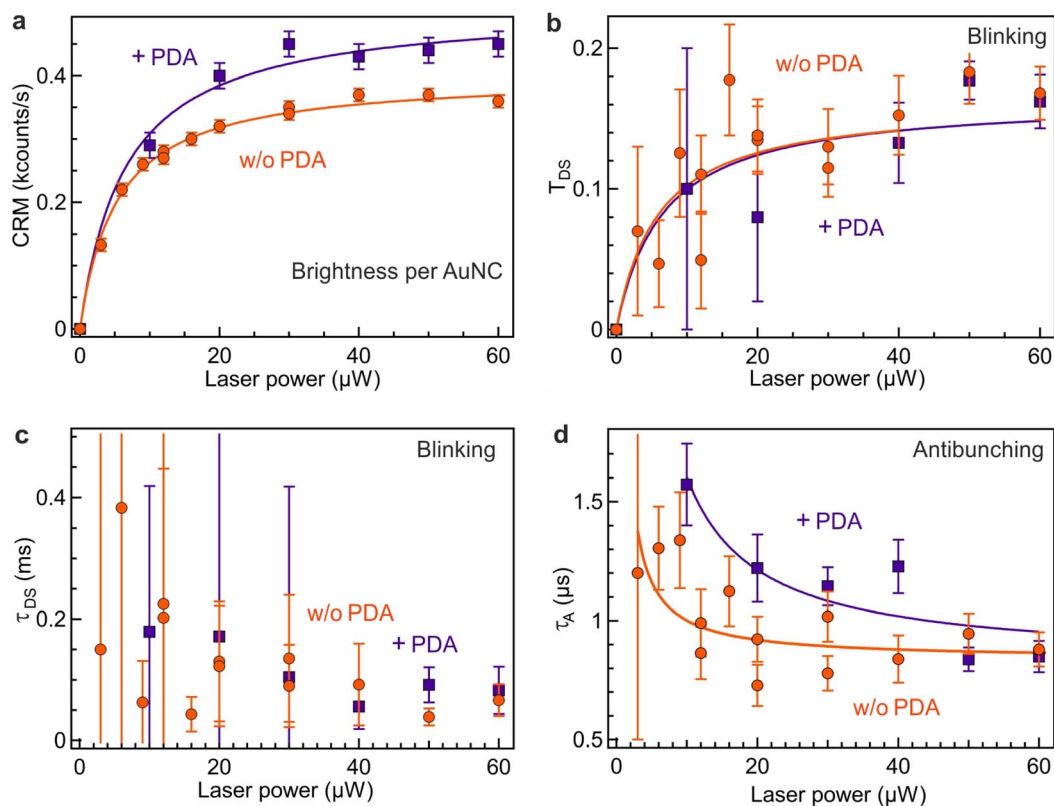 a
+ PDA
w/o PDA
Brightness per AuNC
CRM (kcounts/s)
0.4
0.2
0
0 20 40 60
Laser power (µW)
b
Blinking
w/o PDA
+ PDA
T_DS
0.2
0.1
0
0 20 40 60
Laser power (µW)
c
Blinking
w/o PDA
+ PDA
τ_DS (ms)
0.4
0.2
0
0 20 40 60
Laser power (µW)
d
Antibunching
+ PDA
w/o PDA
τ_A (µs)
1.5
1
0.5
0 20 40 60
Laser power (µW)